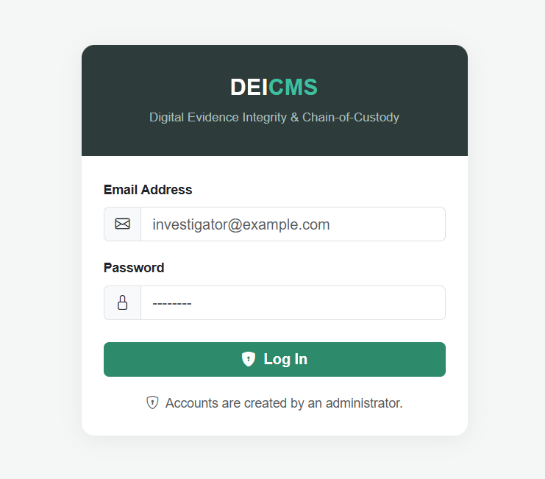 DEICMS
Digital Evidence Integrity & Chain-of-Custody
Email Address
investigator@example.com
Password
--------
Log In
Accounts are created by an administrator.